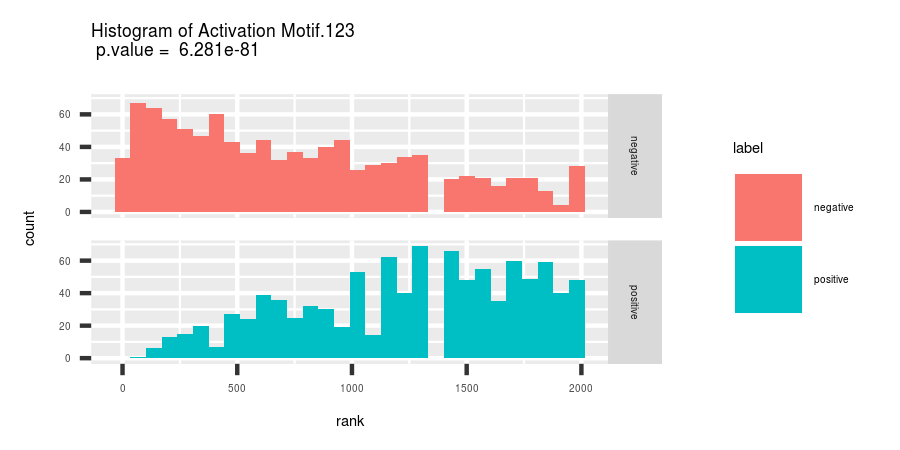 Histogram of Activation Motif.123
p.value =  6.281e-81
count
60
40
20
0
negative
60
40
20
0
positive
0
500
1000
1500
2000
rank
label
negative
positive